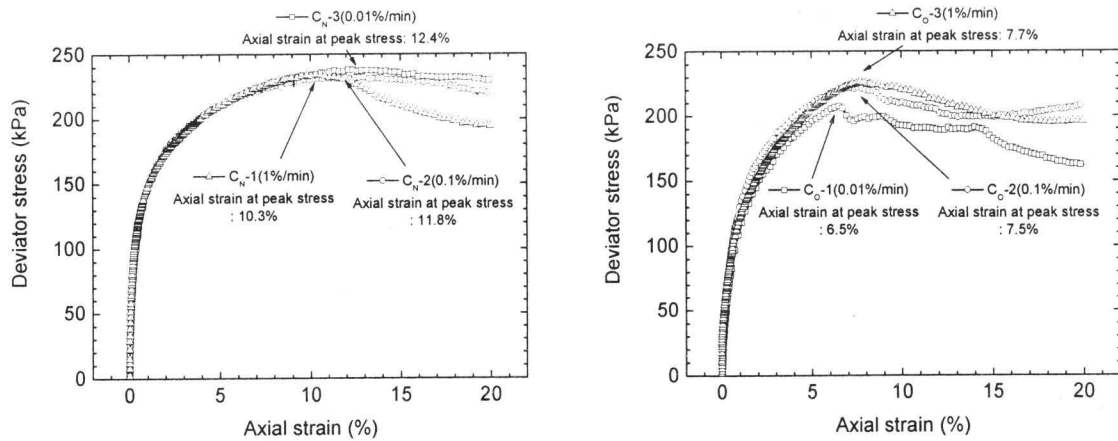 C_N-3(0.01%/min)
Axial strain at peak stress: 12.4%
250
200
150
100
50
0
Deviator stress (kPa)
C_N-1(1%/min)
Axial strain at peak stress
: 10.3%
C_N-2(0.1%/min)
Axial strain at peak stress
: 11.8%
0 5 10 15 20
Axial strain (%)
C_O-3(1%/min)
Axial strain at peak stress: 7.7%
250
200
150
100
50
0
Deviator stress (kPa)
C_O-1(0.01%/min)
Axial strain at peak stress
: 6.5%
C_O-2(0.1%/min)
Axial strain at peak stress
: 7.5%
0 5 10 15 20
Axial strain (%)